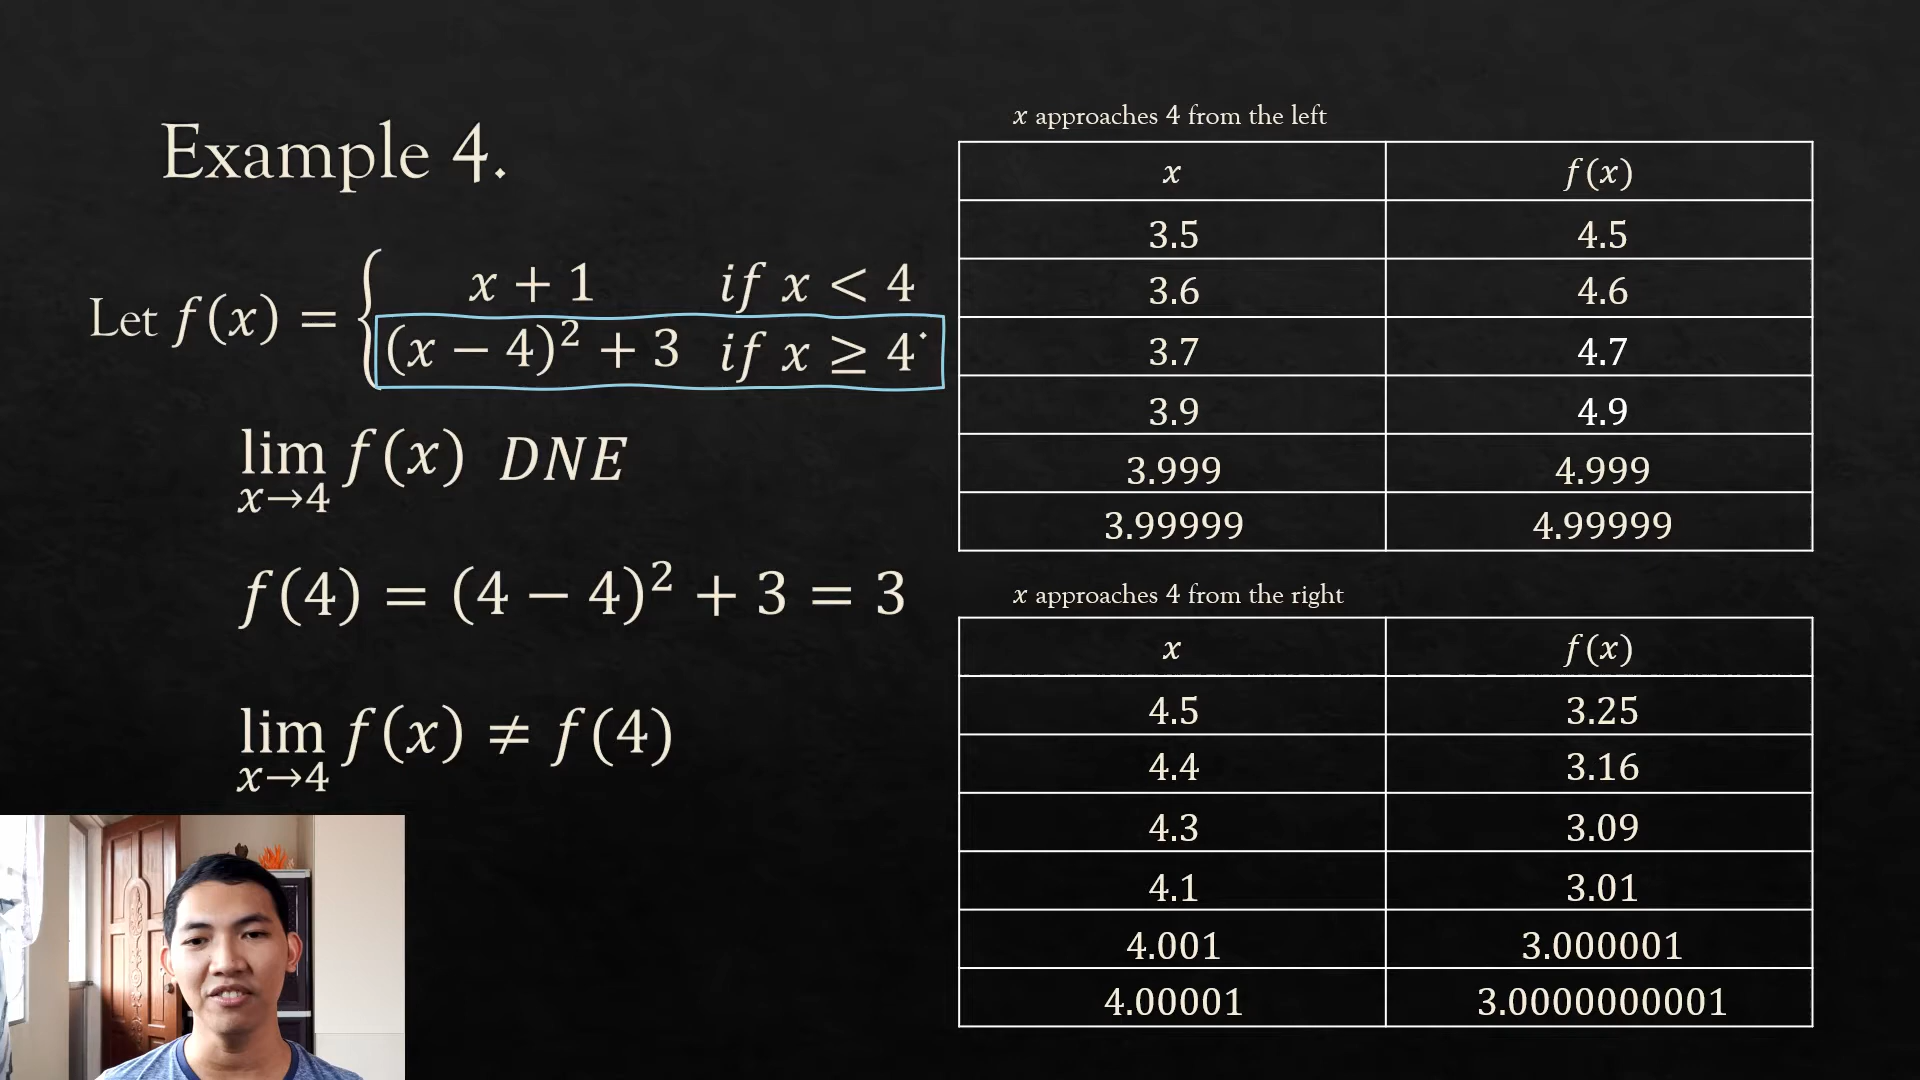 Example 4.
Let f(x) = { x + 1 if x < 4
(x − 4)² + 3 if x ≥ 4 .
lim x→4 f(x) DNE
f(4) = (4 − 4)² + 3 = 3
lim x→4 f(x) ≠ f(4)
x approaches 4 from the left
x f(x)
3.5 4.5
3.6 4.6
3.7 4.7
3.9 4.9
3.999 4.999
3.99999 4.99999
x approaches 4 from the right
x f(x)
4.5 3.25
4.4 3.16
4.3 3.09
4.1 3.01
4.001 3.000001
4.00001 3.0000000001